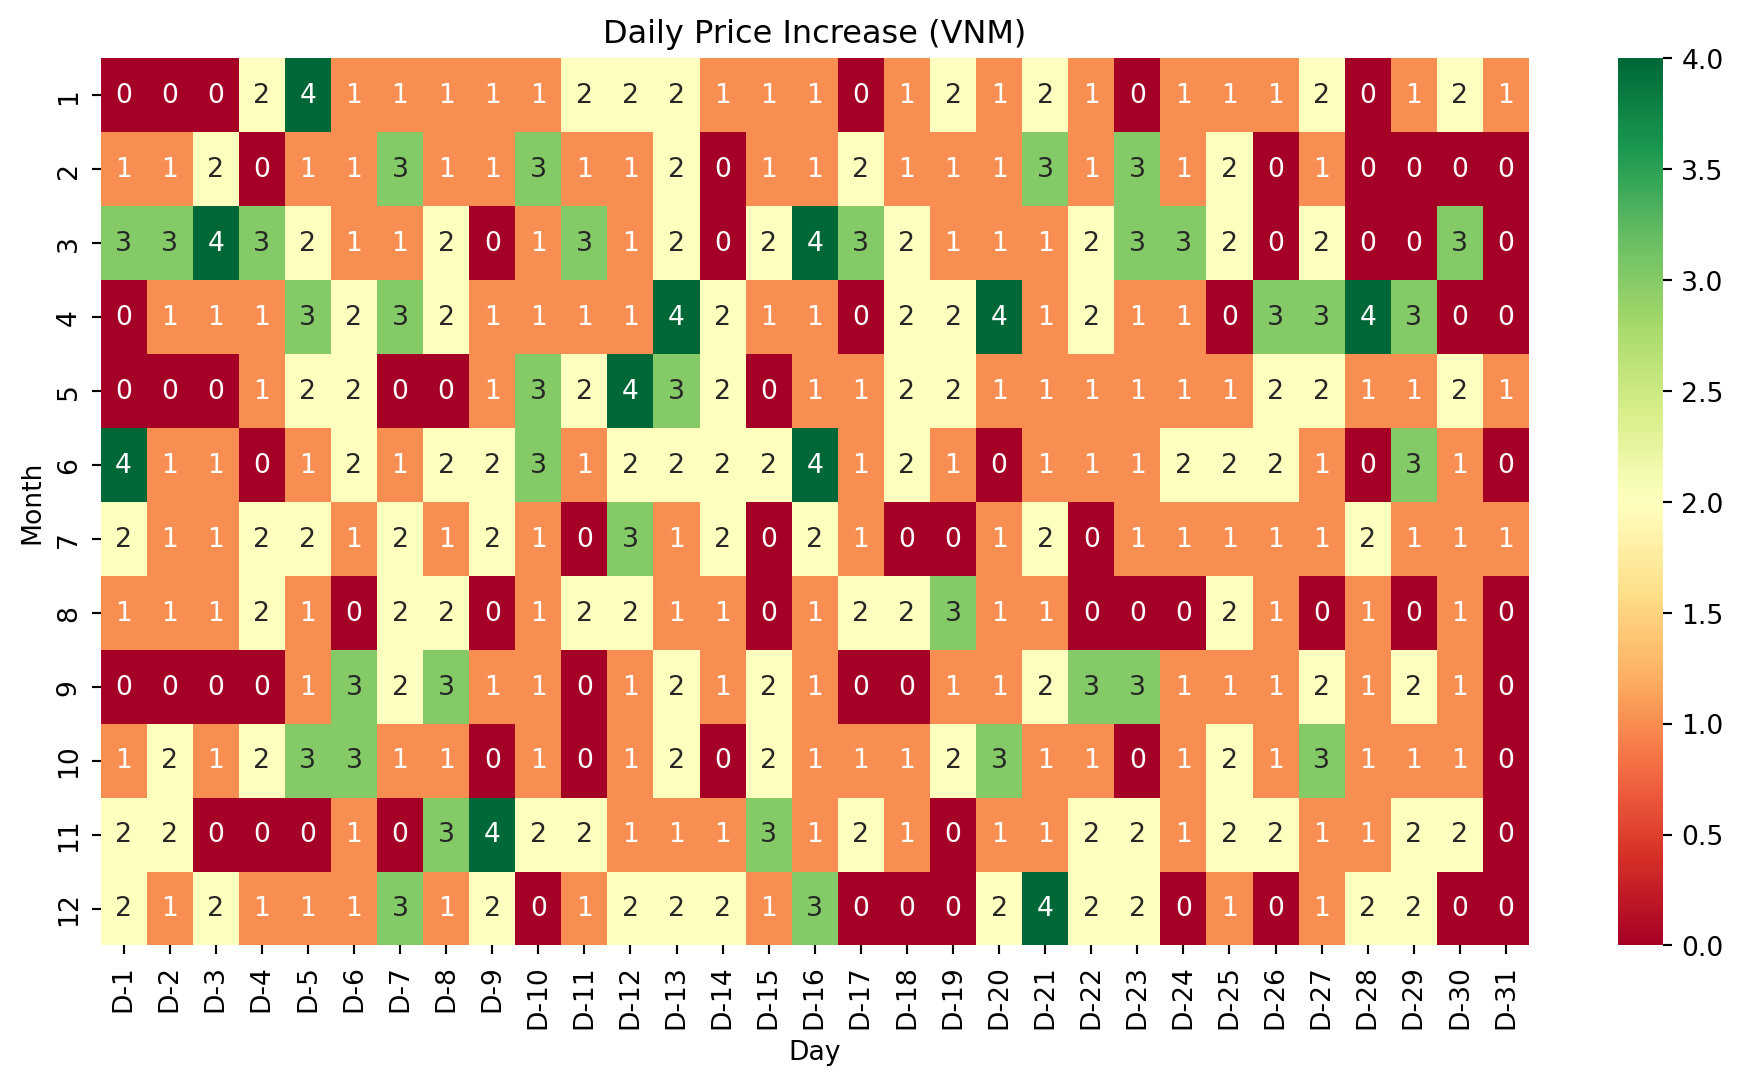 Daily Price Increase (VNM)
1 0 0 0 2 4 1 1 1 1 1 2 2 2 1 1 1 0 1 2 1 2 1 0 1 1 1 2 0 1 2 1
2 1 1 2 0 1 1 3 1 1 3 1 1 2 0 1 1 2 1 1 1 3 1 3 1 2 0 1 0 0 0 0
3 3 3 4 3 2 1 1 2 0 1 3 1 2 0 2 4 3 2 1 1 1 2 3 3 2 0 2 0 0 3 0
4 0 1 1 1 3 2 3 2 1 1 1 1 4 2 1 1 0 2 2 4 1 2 1 1 0 3 3 4 3 0 0
5 0 0 0 1 2 2 0 0 1 3 2 4 3 2 0 1 1 2 2 1 1 1 1 1 1 2 2 1 1 2 1
6 4 1 1 0 1 2 1 2 2 3 1 2 2 2 2 4 1 2 1 0 1 1 1 2 2 2 1 0 3 1 0
7 2 1 1 2 2 1 2 1 2 1 0 3 1 2 0 2 1 0 0 1 2 0 1 1 1 1 1 2 1 1 1
8 1 1 1 2 1 0 2 2 0 1 2 2 1 1 0 1 2 2 3 1 1 0 0 0 2 1 0 1 0 1 0
9 0 0 0 0 1 3 2 3 1 1 0 1 2 1 2 1 0 0 1 1 2 3 3 1 1 1 2 1 2 1 0
10 1 2 1 2 3 3 1 1 0 1 0 1 2 0 2 1 1 1 2 3 1 1 0 1 2 1 3 1 1 1 0
11 2 2 0 0 0 1 0 3 4 2 2 1 1 1 3 1 2 1 0 1 1 2 2 1 2 2 1 1 2 2 0
12 2 1 2 1 1 1 3 1 2 0 1 2 2 2 1 3 0 0 0 2 4 2 2 0 1 0 1 2 2 0 0
Month
D-1 D-2 D-3 D-4 D-5 D-6 D-7 D-8 D-9 D-10 D-11 D-12 D-13 D-14 D-15 D-16 D-17 D-18 D-19 D-20 D-21 D-22 D-23 D-24 D-25 D-26 D-27 D-28 D-29 D-30 D-31
Day
4.0
3.5
3.0
2.5
2.0
1.5
1.0
0.5
0.0